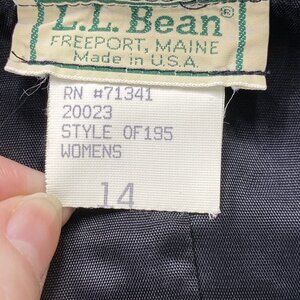 L.L. Bean®
FREEPORT, MAINE
Made in U.S.A.
RN #71341
20023
STYLE OF195
WOMENS
14